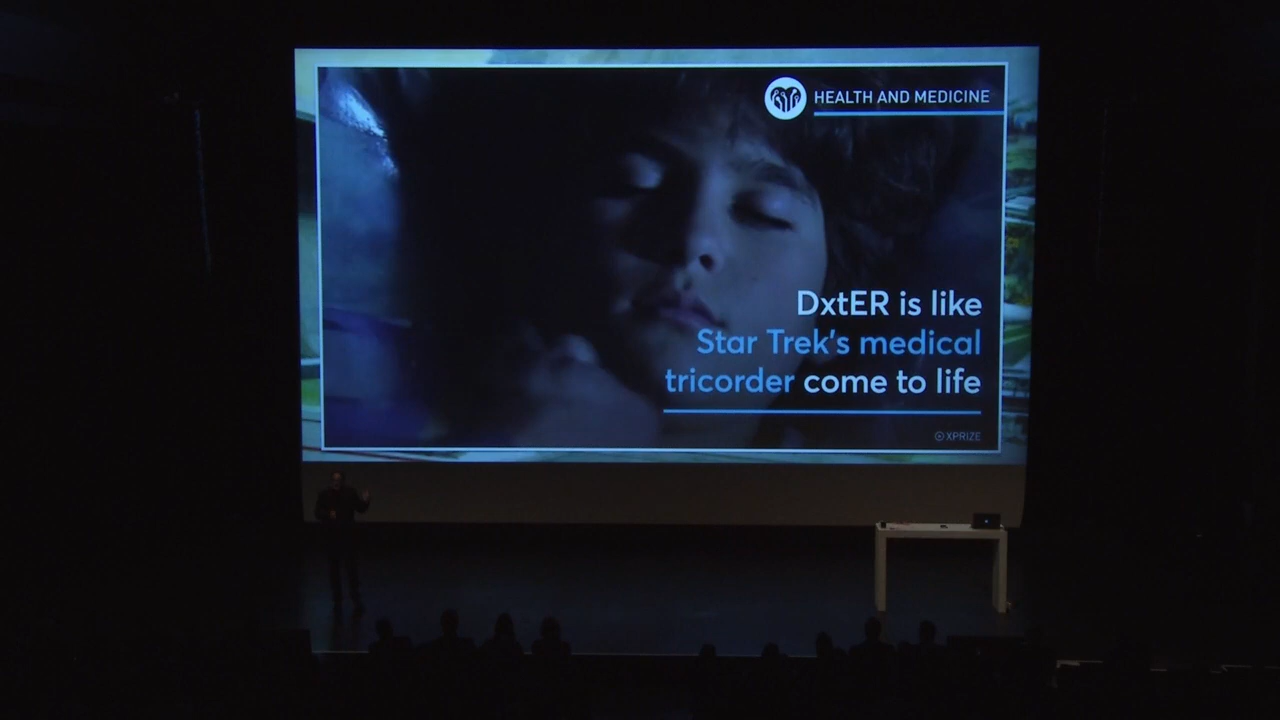 HEALTH AND MEDICINE
DxtER is like
Star Trek's medical
tricorder come to life
XPRIZE